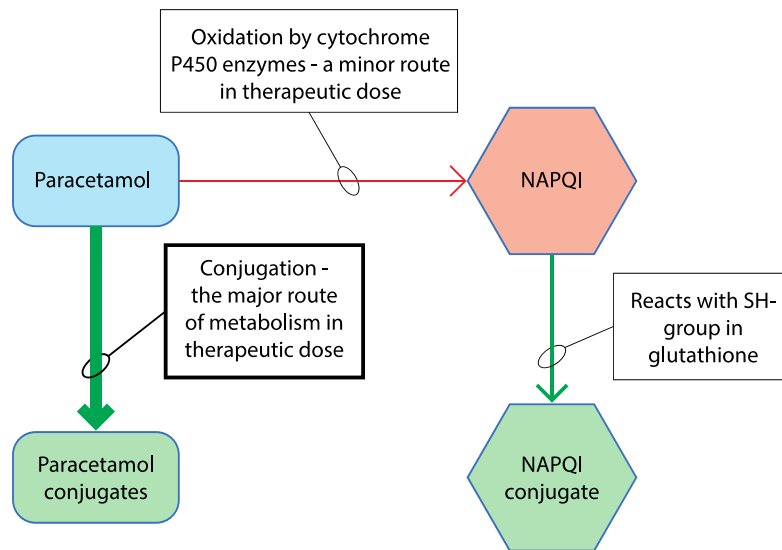 Oxidation by cytochrome
P450 enzymes - a minor route
in therapeutic dose
Paracetamol
NAPQI
Conjugation -
the major route
of metabolism in
therapeutic dose
Reacts with SH-
group in
glutathione
Paracetamol
conjugates
NAPQI
conjugate